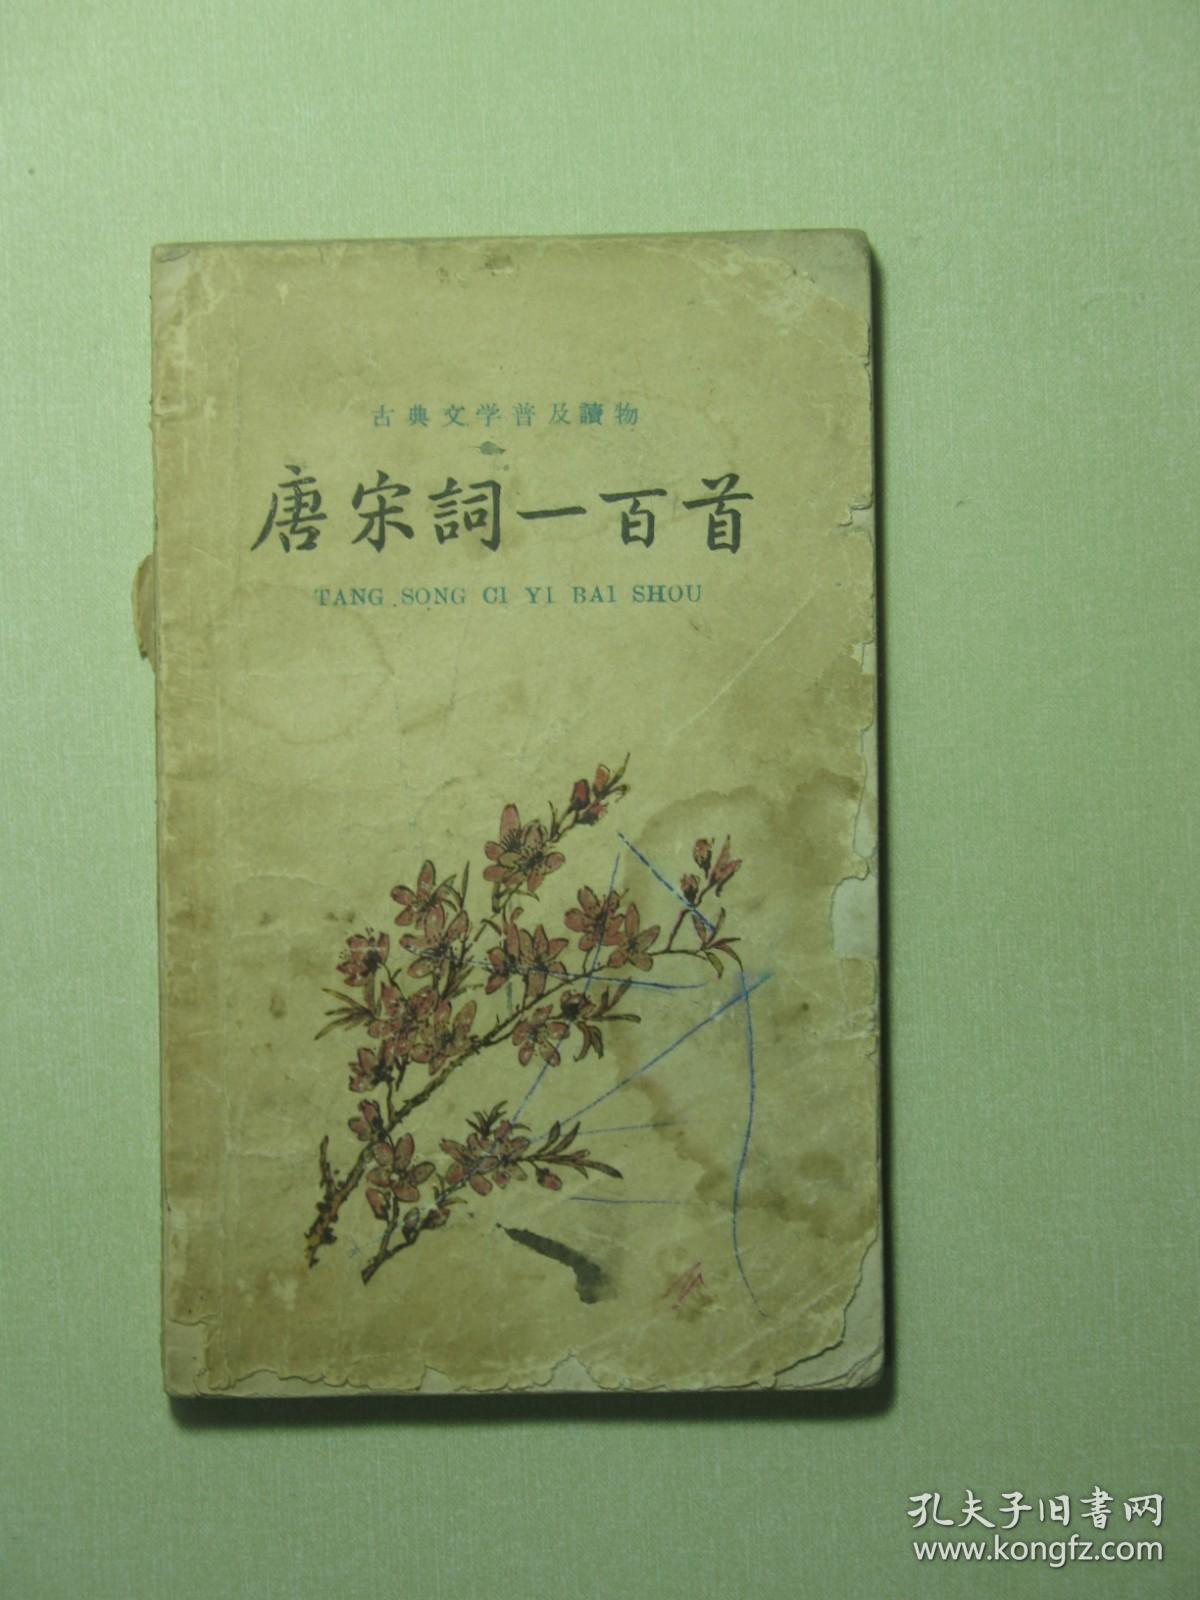 古典文学普及讀物
唐宋詞一百首
TANG SONG CI YI BAI SHOU
孔夫子旧書网
www.kongfz.com